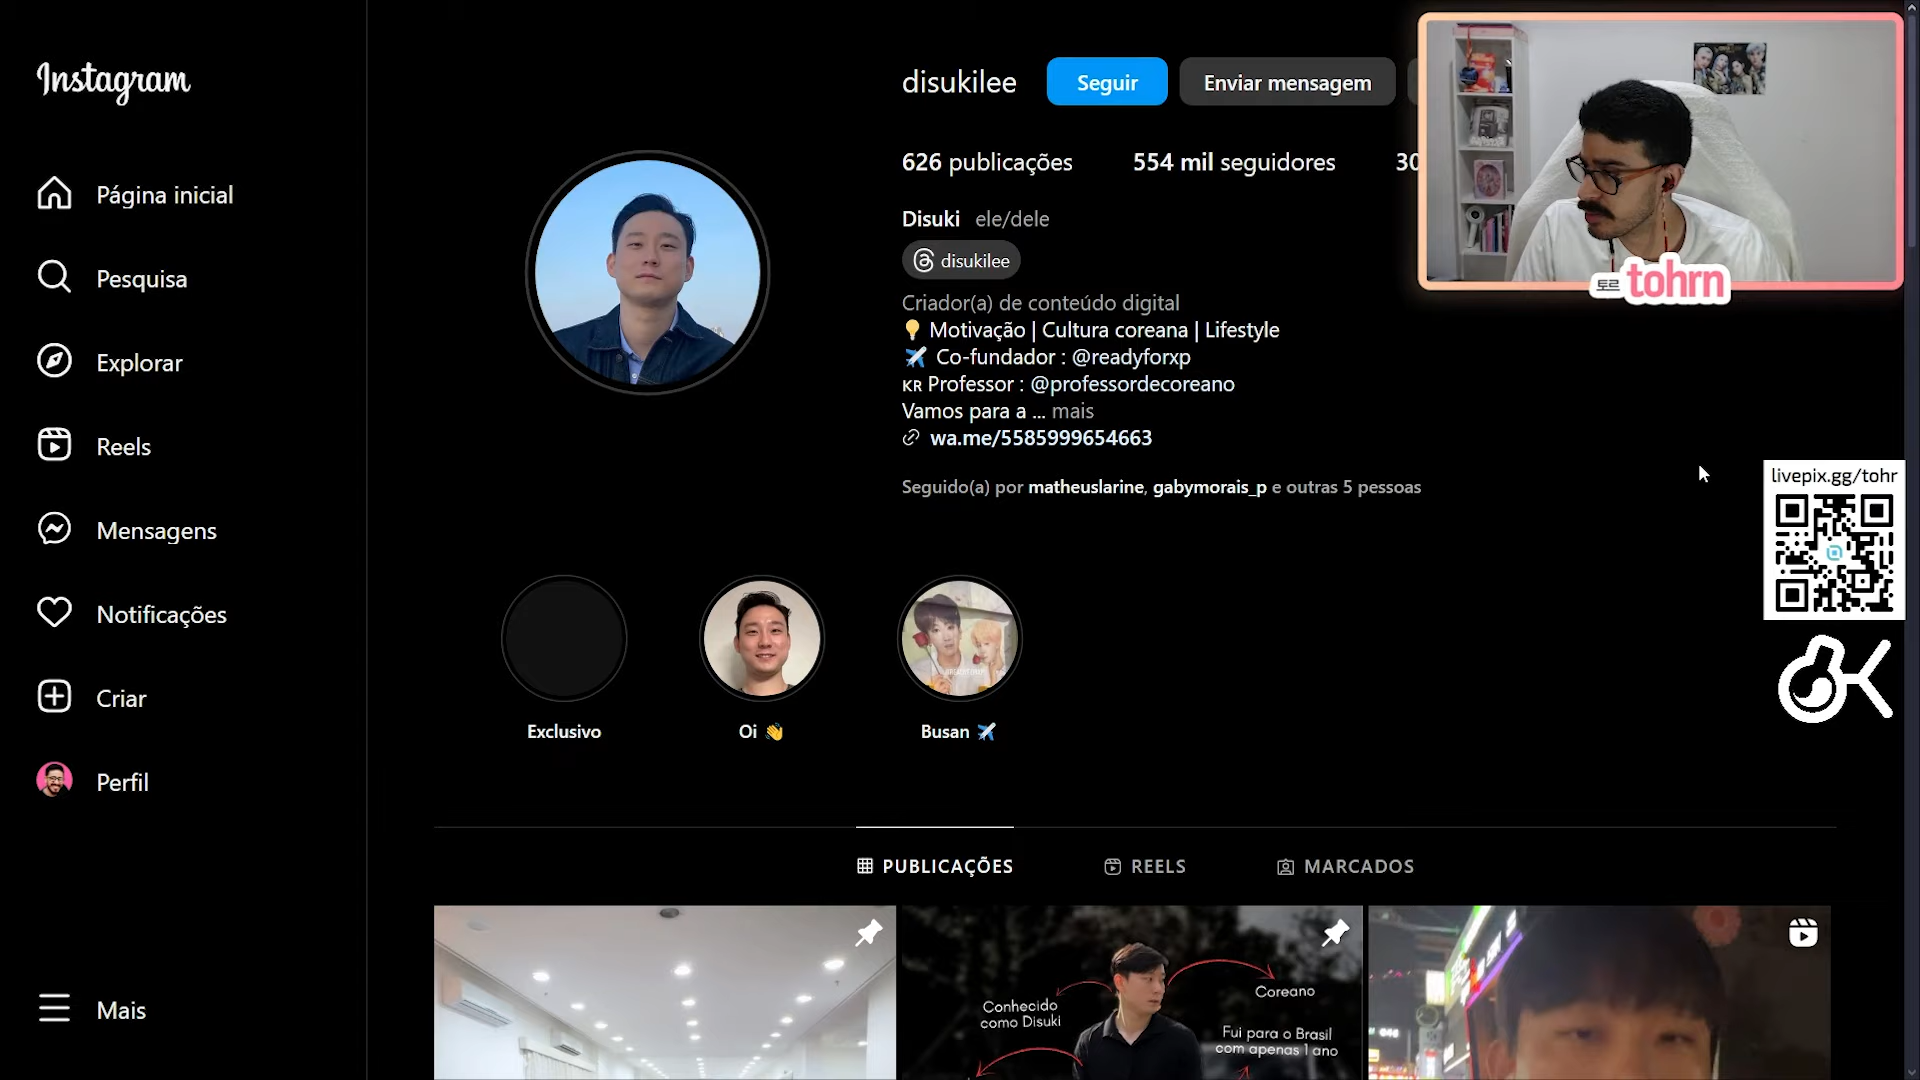 Instagram
Página inicial
Pesquisa
Explorar
Reels
Mensagens
Notificações
Criar
Perfil
Mais
disukilee
Seguir
Enviar mensagem
626 publicações
554 mil seguidores
30
Disuki ele/dele
disukilee
Criador(a) de conteúdo digital
💡 Motivação | Cultura coreana | Lifestyle
✈️ Co-fundador : @readyforxp
KR Professor : @professordecoreano
Vamos para a ... mais
wa.me/5585999654663
Seguido(a) por matheuslarine, gabymorais_p e outras 5 pessoas
토르 tohrn
livepix.gg/tohr
Exclusivo
Oi 👋
Busan ✈️
PUBLICAÇÕES
REELS
MARCADOS
Conhecido
como Disuki
Coreano
Fui para o Brasil
com apenas 1 ano